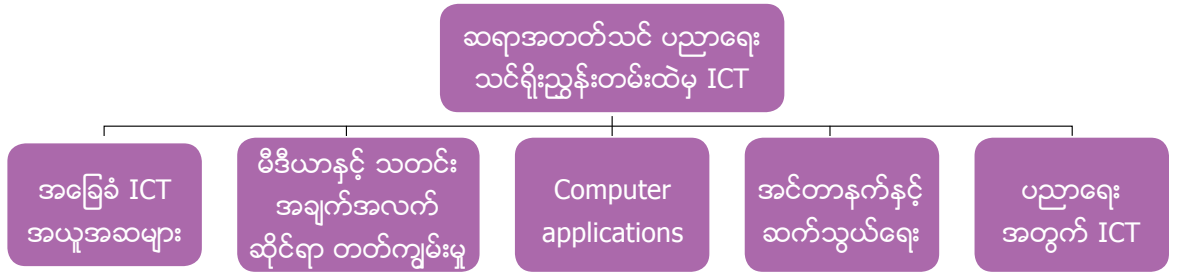 ဆရာအတတ်သင် ပညာရေး
သင်ရိုးညွှန်းတမ်းထဲမှ ICT
အခြေခံ ICT
အယူအဆများ
မီဒီယာနှင့် သတင်း
အချက်အလက်
ဆိုင်ရာ တတ်ကျွမ်းမှု
Computer
applications
အင်တာနက်နှင့်
ဆက်သွယ်ရေး
ပညာရေး
အတွက် ICT